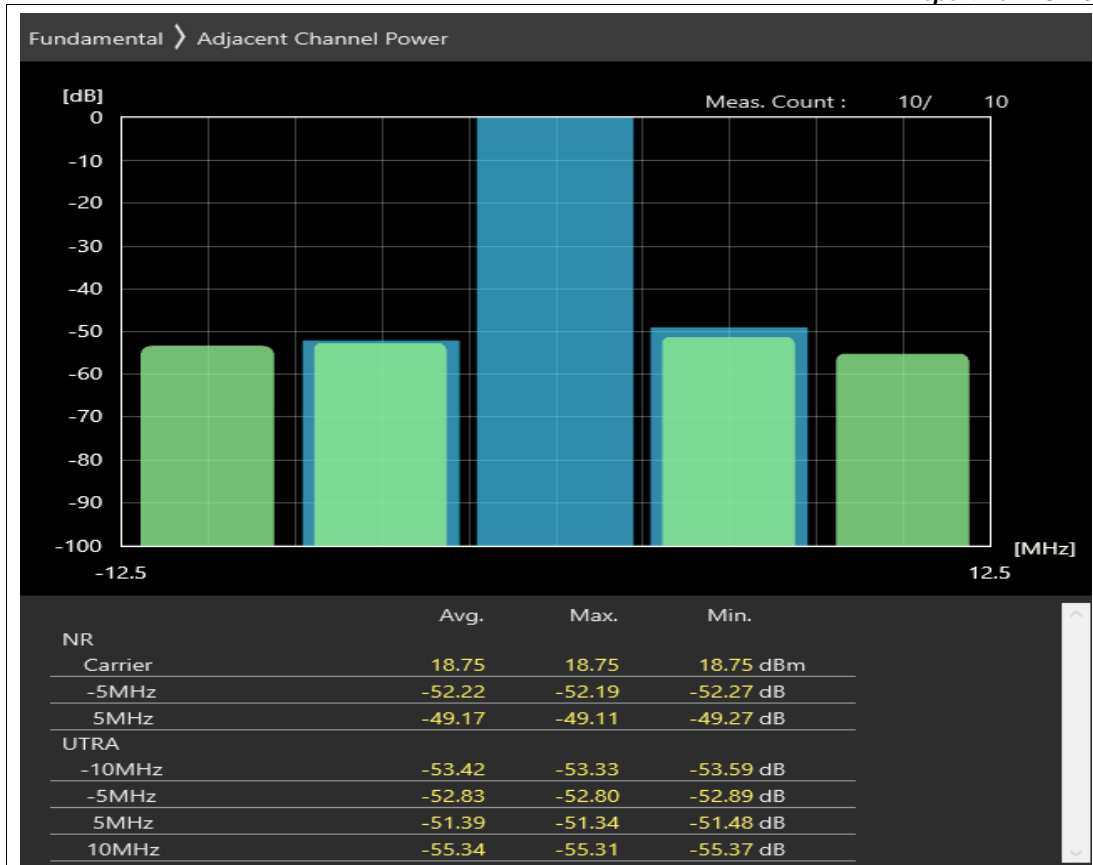 Fundamental 〉 Adjacent Channel Power
[dB]
Meas. Count : 10/ 10
0
-10
-20
-30
-40
-50
-60
-70
-80
-90
-100
[MHz]
-12.5 12.5
Avg. Max. Min.
NR
Carrier 18.75 18.75 18.75 dBm
-5MHz -52.22 -52.19 -52.27 dB
5MHz -49.17 -49.11 -49.27 dB
UTRA
-10MHz -53.42 -53.33 -53.59 dB
-5MHz -52.83 -52.80 -52.89 dB
5MHz -51.39 -51.34 -51.48 dB
10MHz -55.34 -55.31 -55.37 dB